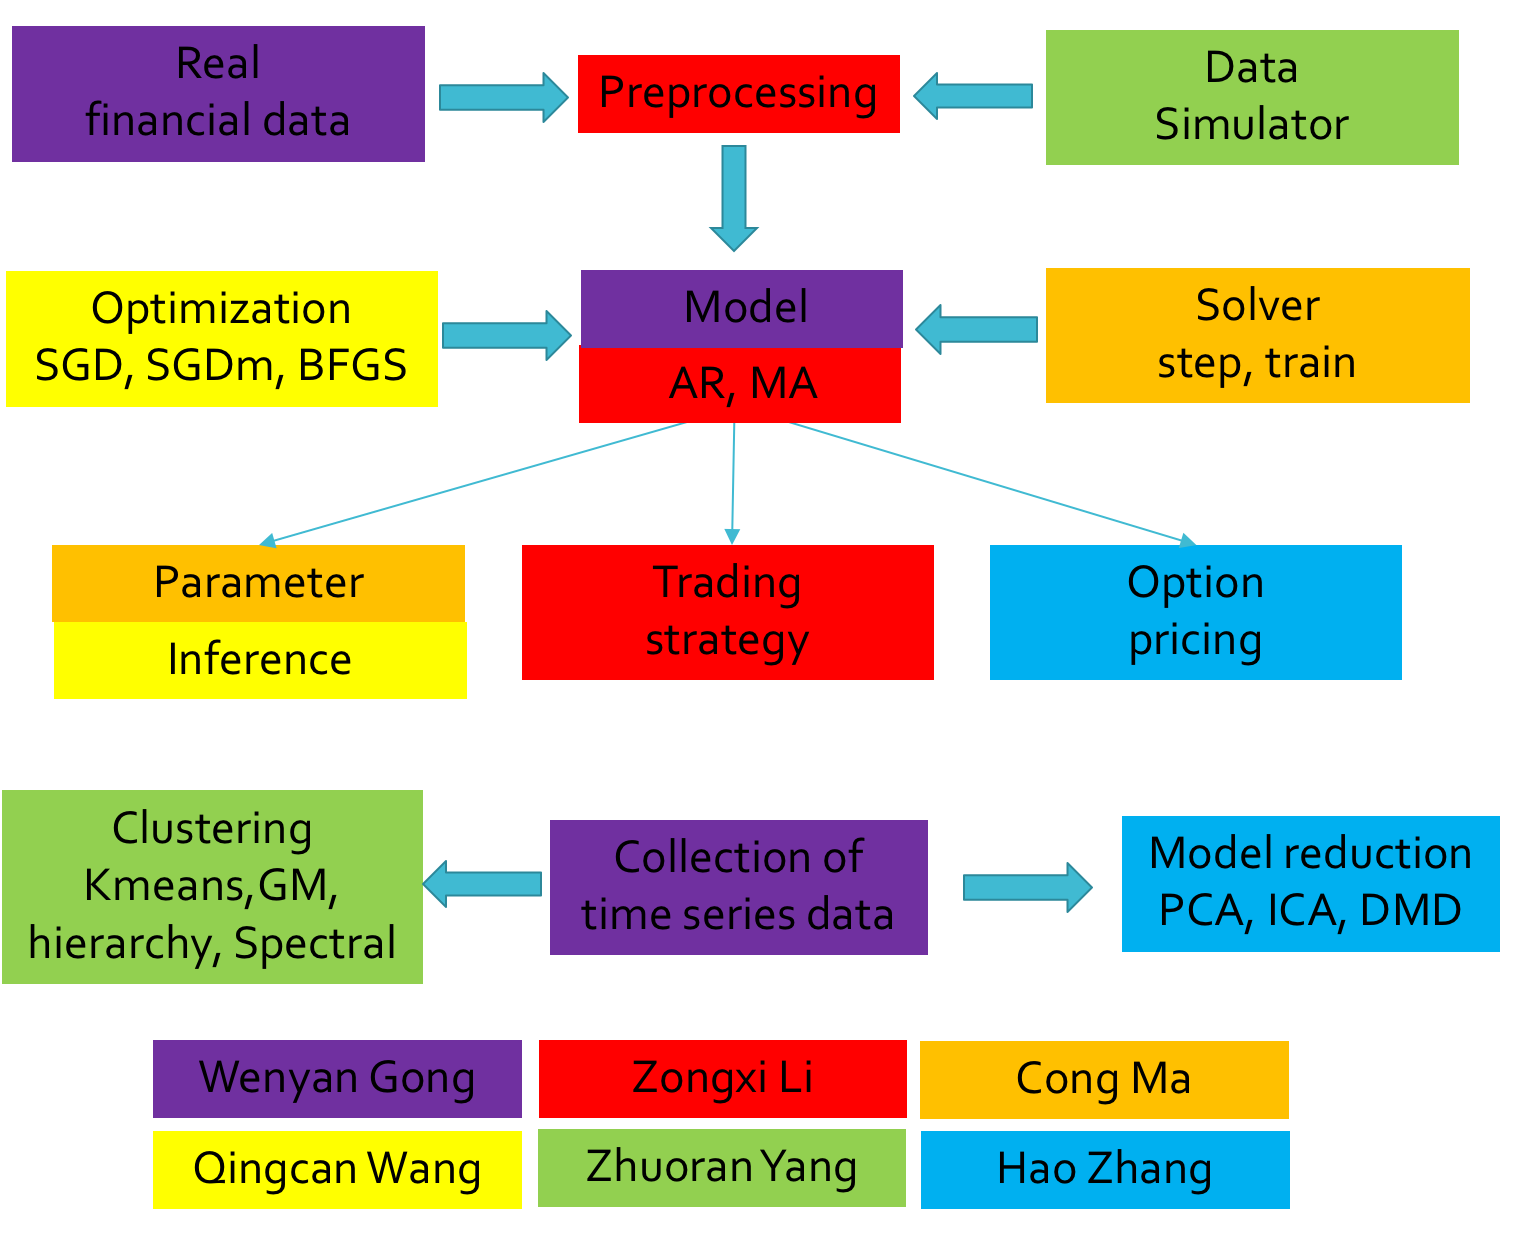 Real
financial data
Preprocessing
Data
Simulator
Optimization
SGD, SGDm, BFGS
Model
AR, MA
Solver
step, train
Parameter
Inference
Trading
strategy
Option
pricing
Clustering
Kmeans,GM,
hierarchy, Spectral
Collection of
time series data
Model reduction
PCA, ICA, DMD
Wenyan Gong
Zongxi Li
Cong Ma
Qingcan Wang
Zhuoran Yang
Hao Zhang